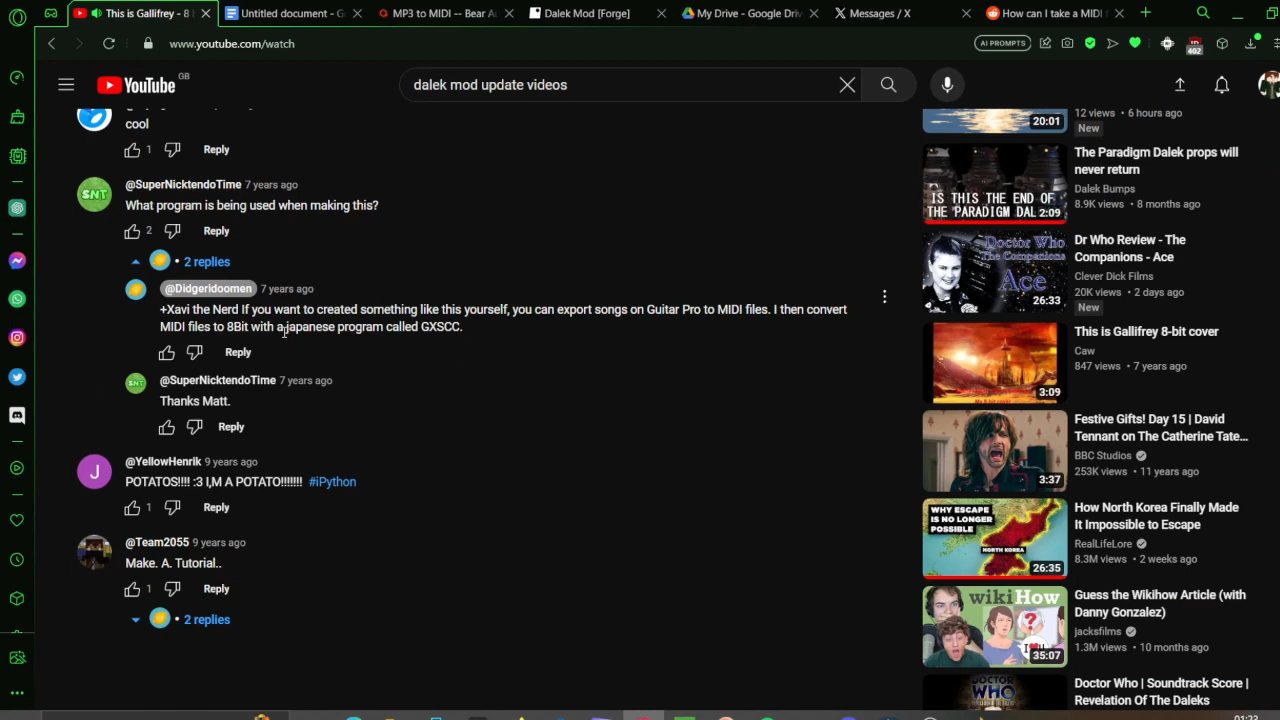 This is Gallifrey - 8
Untitled document - G
MP3 to MIDI -- Bear Au
Dalek Mod [Forge]
My Drive - Google Driv
Messages / X
How can I take a MIDI
www.youtube.com/watch
AI PROMPTS
402
YouTube GB
dalek mod update videos
cool
1 Reply
@SuperNicktendoTime 7 years ago
SNT
What program is being used when making this?
2 Reply
• 2 replies
@Didgeridoomen 7 years ago
+Xavi the Nerd If you want to created something like this yourself, you can export songs on Guitar Pro to MIDI files. I then convert
MIDI files to 8Bit with a japanese program called GXSCC.
Reply
SNT
@SuperNicktendoTime 7 years ago
Thanks Matt.
Reply
J
@YellowHenrik 9 years ago
POTATOS!!!! :3 I,M A POTATO!!!!!!! #iPython
1 Reply
@Team2055 9 years ago
Make. A. Tutorial..
1 Reply
• 2 replies
20:01
12 views • 6 hours ago
New
IS THIS THE END OF
THE PARADIGM DAL
2:09
The Paradigm Dalek props will
never return
Dalek Bumps
8.9K views • 8 months ago
Doctor Who
The Companions
Ace
26:33
Dr Who Review - The
Companions - Ace
Clever Dick Films
20K views • 2 days ago
New
3:09
This is Gallifrey 8-bit cover
Caw
847 views • 7 years ago
3:37
Festive Gifts! Day 15 | David
Tennant on The Catherine Tate...
BBC Studios
253K views • 11 years ago
WHY ESCAPE
IS NO LONGER
POSSIBLE
NORTH KOREA
26:35
How North Korea Finally Made
It Impossible to Escape
RealLifeLore
8.3M views • 2 weeks ago
wikiHow
35:07
Guess the Wikihow Article (with
Danny Gonzalez)
jacksfilms
1.3M views • 10 months ago
DOCTOR
WHO
Doctor Who | Soundtrack Score |
Revelation Of The Daleks